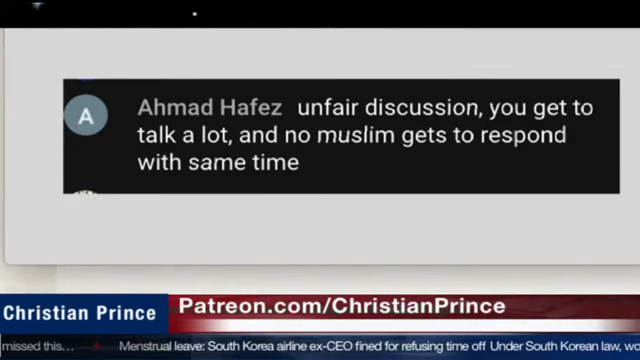 A
Ahmad Hafez unfair discussion, you get to
talk a lot, and no muslim gets to respond
with same time
Christian Prince
Patreon.com/ChristianPrince
missed this... Menstrual leave: South Korea airline ex-CEO fined for refusing time off Under South Korean law, wo